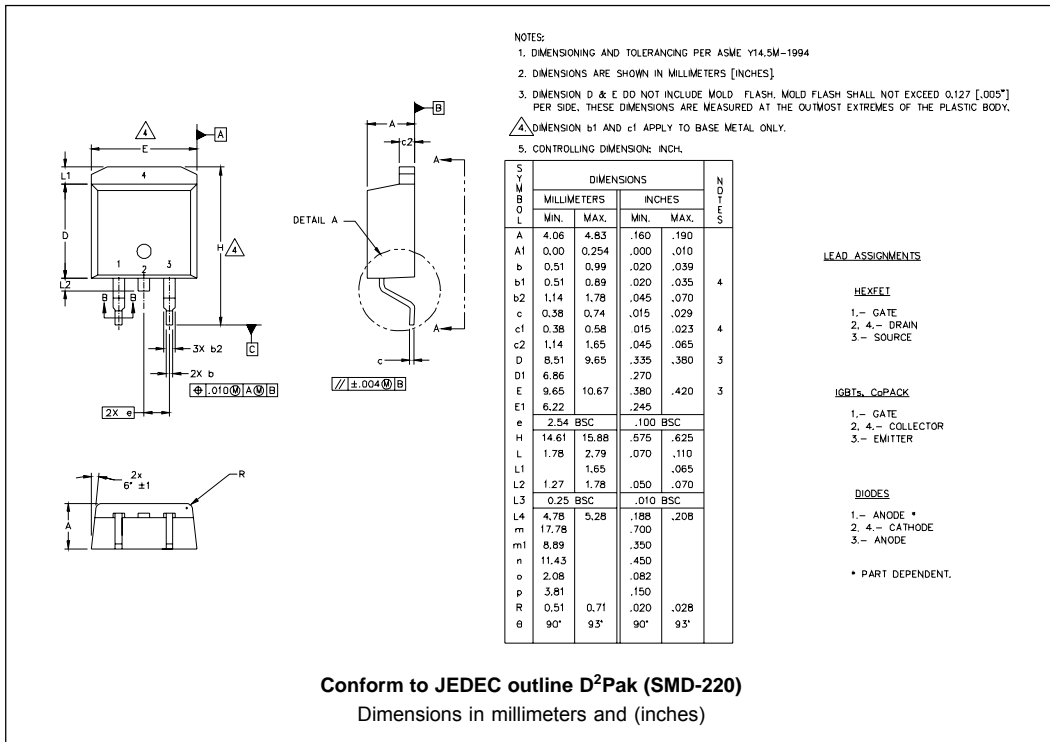 NOTES:
1. DIMENSIONING AND TOLERANCING PER ASME Y14.5M-1994
2. DIMENSIONS ARE SHOWN IN MILLIMETERS [INCHES].
3. DIMENSION D & E DO NOT INCLUDE MOLD FLASH. MOLD FLASH SHALL NOT EXCEED 0.127 [.005"]
PER SIDE. THESE DIMENSIONS ARE MEASURED AT THE OUTMOST EXTREMES OF THE PLASTIC BODY.
4. DIMENSION b1 AND c1 APPLY TO BASE METAL ONLY.
5. CONTROLLING DIMENSION: INCH.
4
E
A
L1
4
D
H
4
1
2
3
L2
B
B
3X b2
2X b
C
⌖ .010 Ⓜ A Ⓜ B
2X e
A
B
c2
A
DETAIL A
A
c
// ±.004 Ⓜ B
2x
6° ±1
R
A
SYMBOL DIMENSIONS NOTES
MILLIMETERS INCHES
MIN. MAX. MIN. MAX.
A 4.06 4.83 .160 .190
A1 0.00 0.254 .000 .010
b 0.51 0.99 .020 .039
b1 0.51 0.89 .020 .035 4
b2 1.14 1.78 .045 .070
c 0.38 0.74 .015 .029
c1 0.38 0.58 .015 .023 4
c2 1.14 1.65 .045 .065
D 8.51 9.65 .335 .380 3
D1 6.86 .270
E 9.65 10.67 .380 .420 3
E1 6.22 .245
e 2.54 BSC .100 BSC
H 14.61 15.88 .575 .625
L 1.78 2.79 .070 .110
L1 1.65 .065
L2 1.27 1.78 .050 .070
L3 0.25 BSC .010 BSC
L4 4.78 5.28 .188 .208
m 17.78 .700
m1 8.89 .350
n 11.43 .450
o 2.08 .082
p 3.81 .150
R 0.51 0.71 .020 .028
θ 90° 93° 90° 93°
LEAD ASSIGNMENTS
HEXFET
1.- GATE
2, 4.- DRAIN
3.- SOURCE
IGBTs, CoPACK
1.- GATE
2, 4.- COLLECTOR
3.- EMITTER
DIODES
1.- ANODE *
2, 4.- CATHODE
3.- ANODE
* PART DEPENDENT.
Conform to JEDEC outline D²Pak (SMD-220)
Dimensions in millimeters and (inches)